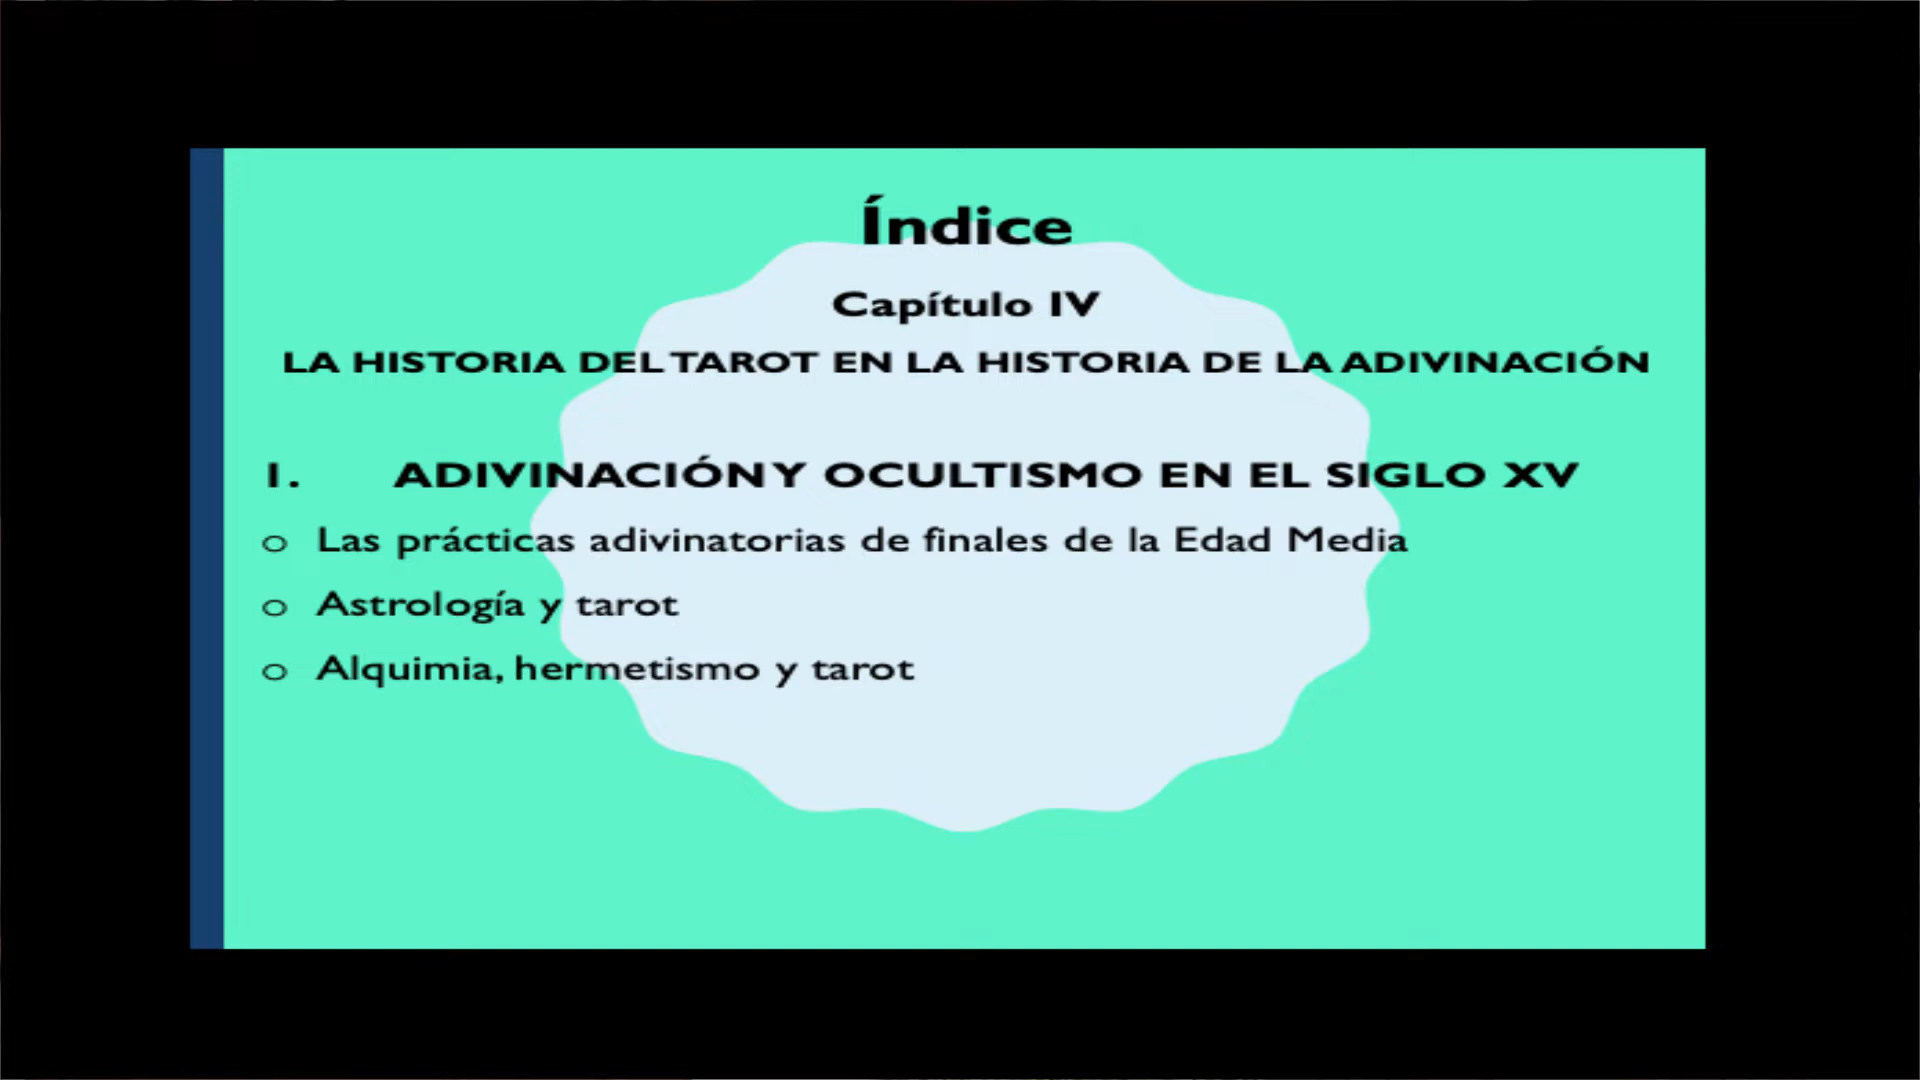 Índice
Capítulo IV
LA HISTORIA DEL TAROT EN LA HISTORIA DE LA ADIVINACIÓN
1. ADIVINACIÓN Y OCULTISMO EN EL SIGLO XV
o Las prácticas adivinatorias de finales de la Edad Media
o Astrología y tarot
o Alquimia, hermetismo y tarot